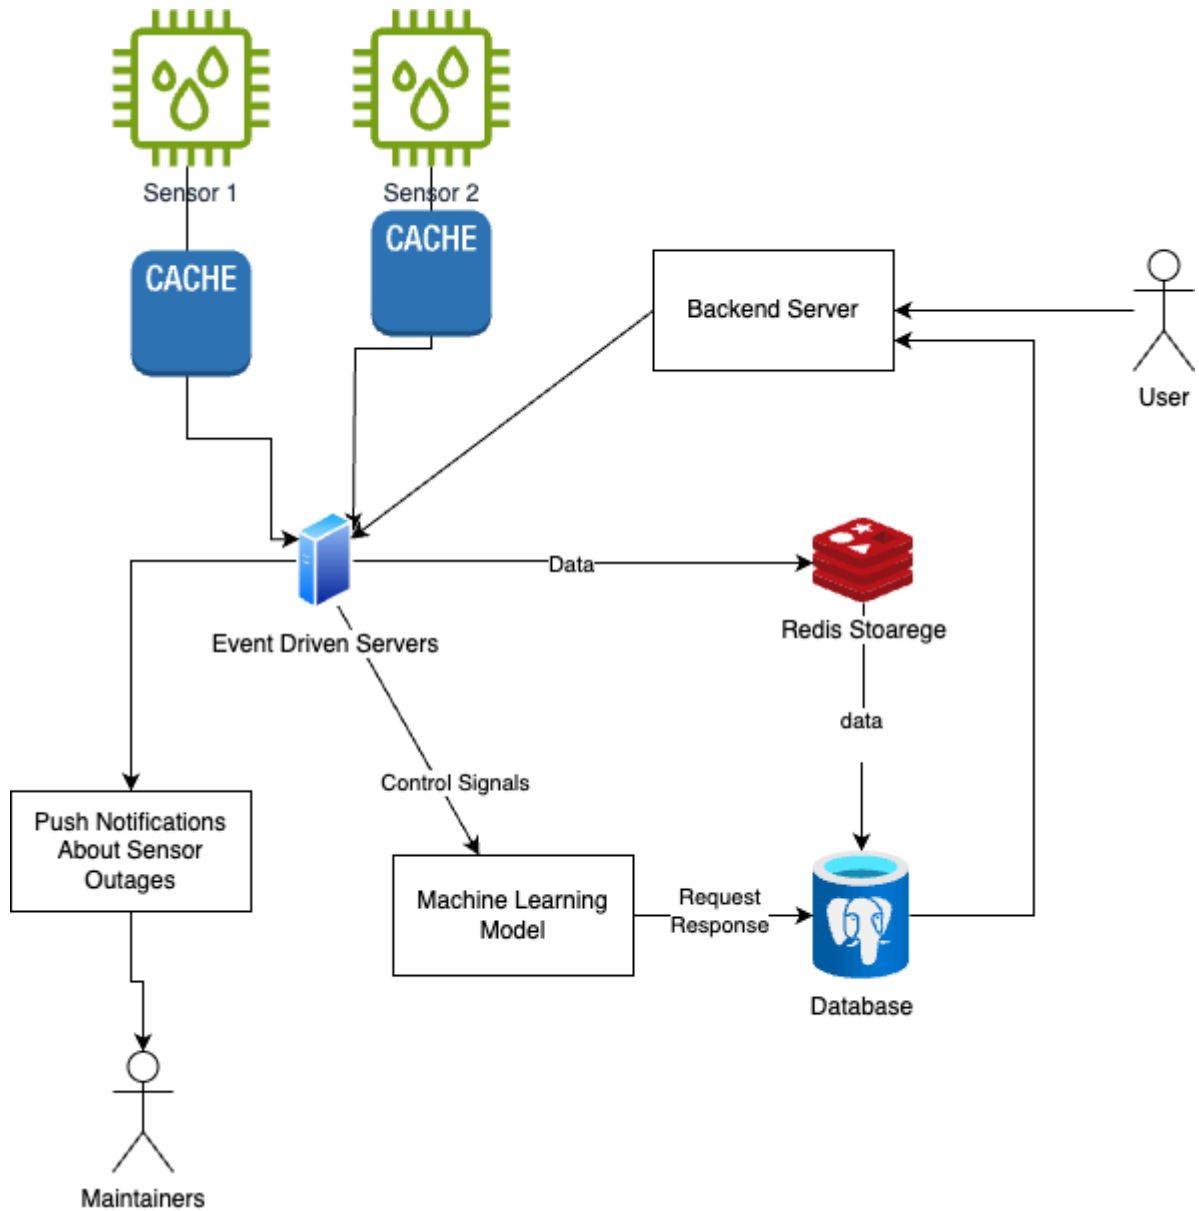 Sensor 1
Sensor 2
CACHE
CACHE
Backend Server
User
Data
Event Driven Servers
Redis Stoarege
data
Control Signals
Push Notifications
About Sensor
Outages
Machine Learning
Model
Request
Response
Database
Maintainers